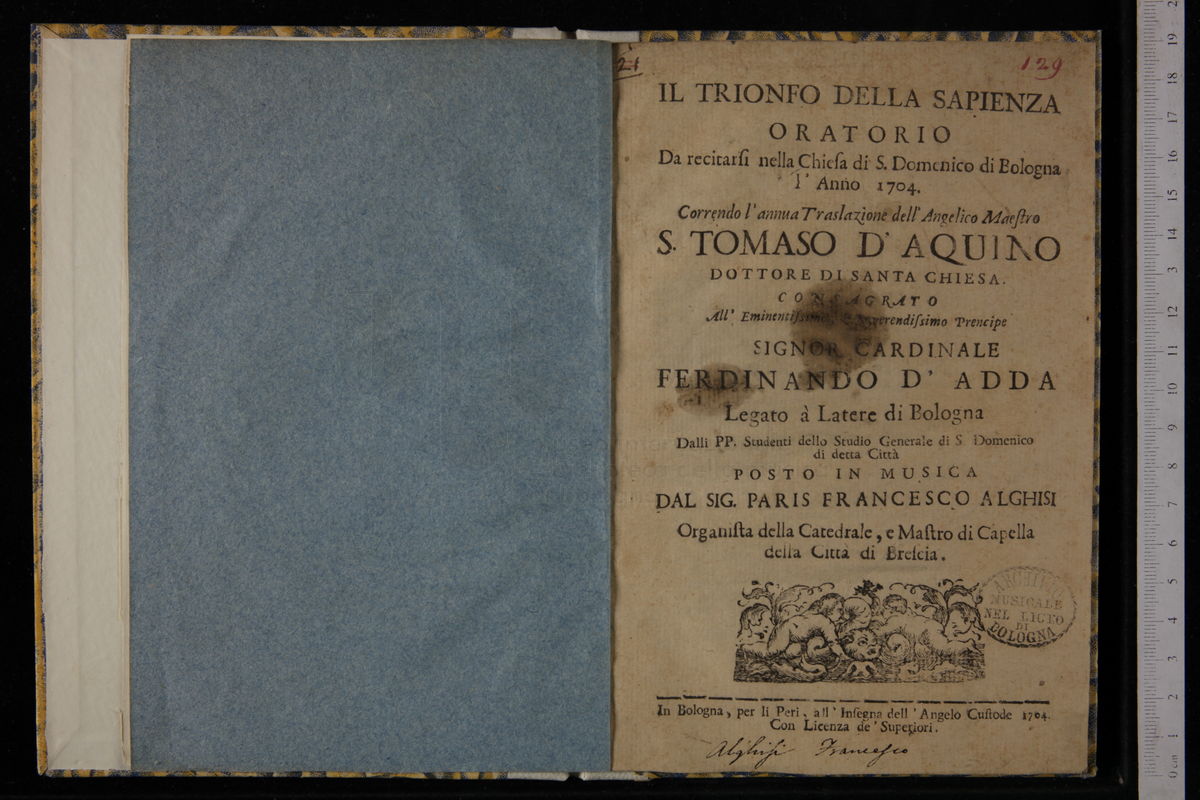 21
129
IL TRIONFO DELLA SAPIENZA
ORATORIO
Da recitarſi nella Chieſa di S. Domenico di Bologna
l' Anno 1704.
Correndo l'annua Traslazione dell' Angelico Maeſtro
S. TOMASO D' AQUINO
DOTTORE DI SANTA CHIESA.
CONSAGRATO
All' Eminentiſſimo Reverendiſsimo Prencipe
SIGNOR CARDINALE
FERDINANDO D' ADDA
Legato à Latere di Bologna
Dalli PP. Studenti dello Studio Generale di S. Domenico
di detta Città
POSTO IN MUSICA
DAL SIG. PARIS FRANCESCO ALGHISI
Organiſta della Catedrale, e Maſtro di Capella
della Città di Breſcia.
ARCHIVIO
MUSICALE
NEL LICEO
DI
BOLOGNA
In Bologna, per li Peri, all' Inſegna dell' Angelo Cuſtode 1704.
Con Licenza de' Superiori.
Alghisi Francesco